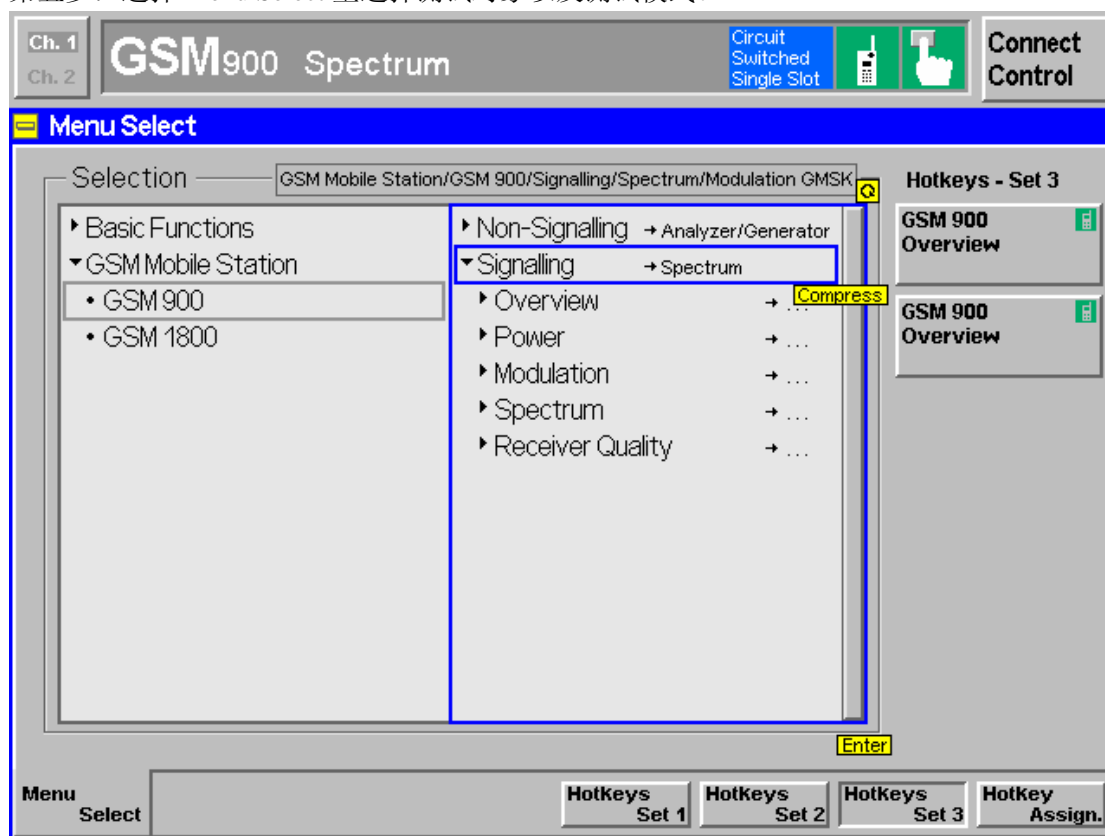 Ch. 1
Ch. 2
GSM900 Spectrum
Circuit
Switched
Single Slot
Connect
Control
Menu Select
Selection
GSM Mobile Station/GSM 900/Signalling/Spectrum/Modulation GMSK
Basic Functions
GSM Mobile Station
• GSM 900
• GSM 1800
Non-Signalling → Analyzer/Generator
Signalling → Spectrum
Compress
Overview → ...
Power → ...
Modulation → ...
Spectrum → ...
Receiver Quality → ...
Enter
Hotkeys - Set 3
GSM 900
Overview
GSM 900
Overview
Menu
Select
HotKeys
Set 1
HotKeys
Set 2
HotKeys
Set 3
HotKey
Assign.